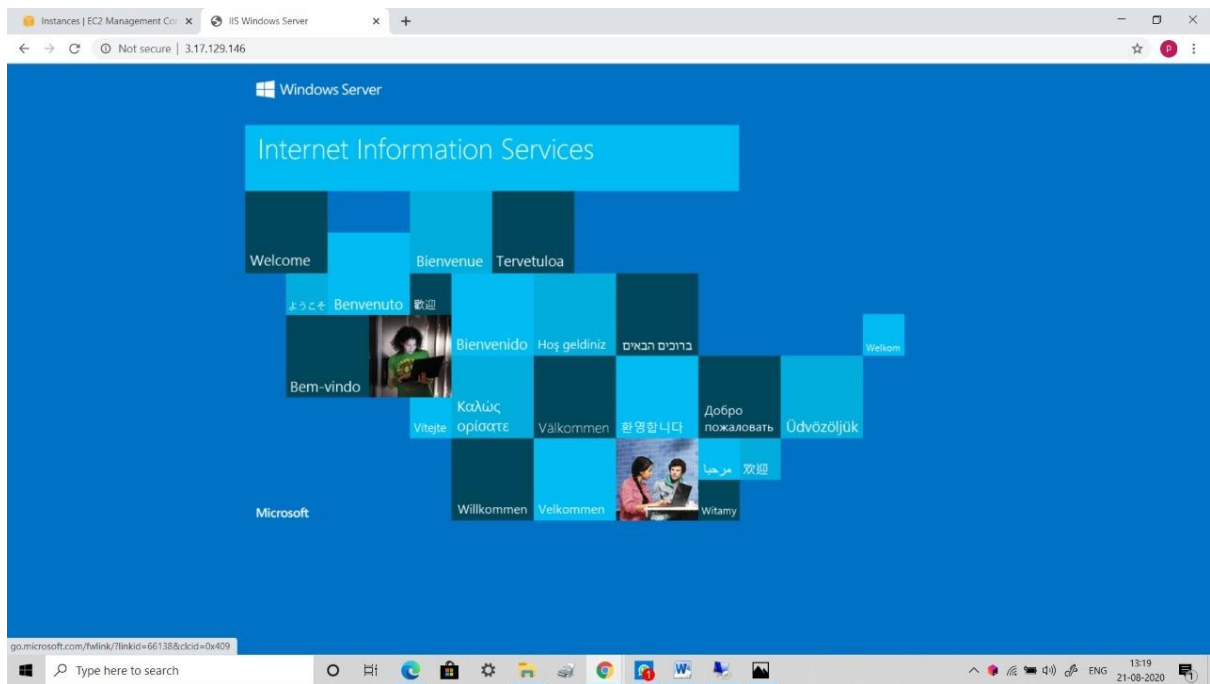 Instances | EC2 Management Con
IIS Windows Server
Not secure | 3.17.129.146
P
Windows Server
Internet Information Services
Welcome
Bienvenue
Tervetuloa
ようこそ
Benvenuto
歡迎
Bienvenido
Hoş geldiniz
ברוכים הבאים
Welkom
Bem-vindo
Vítejte
Καλώς
ορίσατε
Välkommen
환영합니다
Добро
пожаловать
Üdvözöljük
مرحبا
欢迎
Microsoft
Willkommen
Velkommen
Witamy
go.microsoft.com/fwlink/?linkid=66138&clcid=0x409
Type here to search
ENG
13:19
21-08-2020